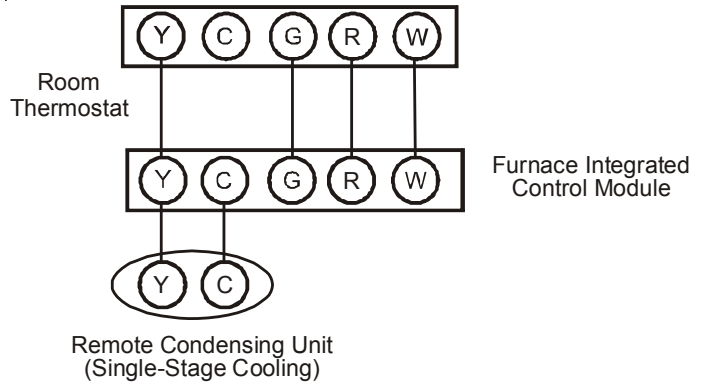 Y C G R W
Room
Thermostat
Y C G R W
Furnace Integrated
Control Module
Y C
Remote Condensing Unit
(Single-Stage Cooling)